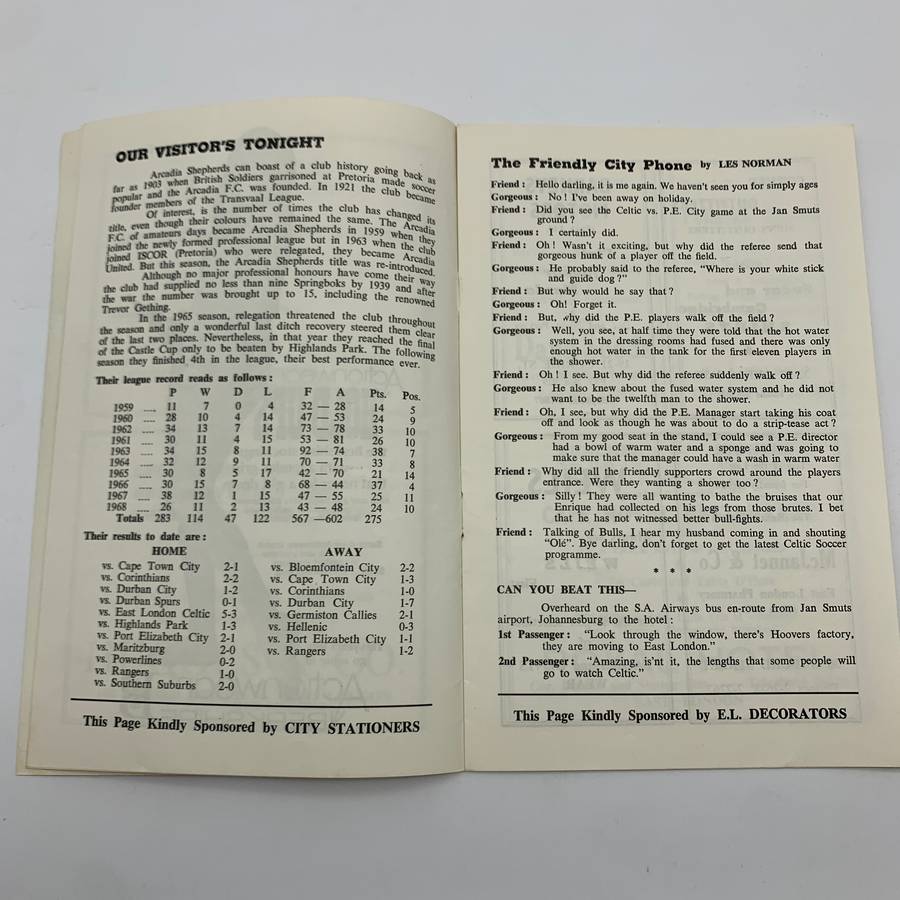 OUR VISITOR'S TONIGHT
Arcadia Shepherds can boast of a club history going back as
far as 1903 when British Soldiers garrisoned at Pretoria made soccer
popular and the Arcadia F.C. was founded. In 1921 the club became
founder members of the Transvaal League.
Of interest, is the number of times the club has changed its
title, even though their colours have remained the same. The Arcadia
F.C. of amateurs days became Arcadia Shepherds in 1959 when they
joined the newly formed professional league but in 1963 when the club
joined ISCOR (Pretoria) who were relegated, they became Arcadia
United. But this season, the Arcadia Shepherds title was re-introduced.
Although no major professional honours have come their way
the club had supplied no less than nine Springboks by 1939 and after
the war the number was brought up to 15, including the renowned
Trevor Gething.
In the 1965 season, relegation threatened the club throughout
the season and only a wonderful last ditch recovery steered them clear
of the last two places. Nevertheless, in that year they reached the final
of the Castle Cup only to be beaten by Highlands Park. The following
season they finished 4th in the league, their best performance ever.
Their league record reads as follows :
P W D L F A Pts. Pos.
1959 .... 11 7 0 4 32 — 28 14 5
1960 .... 28 10 4 14 47 — 53 24 9
1962 .... 34 13 7 14 73 — 78 33 10
1961 .... 30 11 4 15 53 — 81 26 10
1963 .... 34 15 8 11 92 — 74 38 7
1964 .... 32 12 9 11 70 — 71 33 8
1965 .... 30 8 5 17 42 — 70 21 14
1966 .... 30 15 7 8 68 — 44 37 4
1967 .... 38 12 1 15 47 — 55 25 11
1968 .... 26 11 2 13 43 — 48 24 10
Totals 283 114 47 122 567 —602 275
Their results to date are :
HOME AWAY
vs. Cape Town City 2-1 vs. Bloemfontein City 2-2
vs. Corinthians 2-2 vs. Cape Town City 1-3
vs. Durban City 1-2 vs. Corinthians 1-0
vs. Durban Spurs 0-1 vs. Durban City 1-7
vs. East London Celtic 5-3 vs. Germiston Callies 2-1
vs. Highlands Park 1-3 vs. Hellenic 0-3
vs. Port Elizabeth City 2-1 vs. Port Elizabeth City 1-1
vs. Maritzburg 2-0 vs. Rangers 1-2
vs. Powerlines 0-2
vs. Rangers 1-0
vs. Southern Suburbs 2-0
This Page Kindly Sponsored by CITY STATIONERS
The Friendly City Phone by LES NORMAN
Friend : Hello darling, it is me again. We haven't seen you for simply ages
Gorgeous : No ! I've been away on holiday.
Friend : Did you see the Celtic vs. P.E. City game at the Jan Smuts
ground ?
Gorgeous : I certainly did.
Friend : Oh ! Wasn't it exciting, but why did the referee send that
gorgeous hunk of a player off the field.
Gorgeous : He probably said to the referee, "Where is your white stick
and guide dog ?"
Friend : But why would he say that ?
Gorgeous : Oh! Forget it.
Friend : But, why did the P.E. players walk off the field ?
Gorgeous : Well, you see, at half time they were told that the hot water
system in the dressing rooms had fused and there was only
enough hot water in the tank for the first eleven players in
the shower.
Friend : Oh ! I see. But why did the referee suddenly walk off ?
Gorgeous : He also knew about the fused water system and he did not
want to be the twelfth man to the shower.
Friend : Oh, I see, but why did the P.E. Manager start taking his coat
off and look as though he was about to do a strip-tease act ?
Gorgeous : From my good seat in the stand, I could see a P.E. director
had a bowl of warm water and a sponge and was going to
make sure that the manager could have a wash in warm water
Friend : Why did all the friendly supporters crowd around the players
entrance. Were they wanting a shower too ?
Gorgeous : Silly ! They were all wanting to bathe the bruises that our
Enrique had collected on his legs from those brutes. I bet
that he has not witnessed better bull-fights.
Friend : Talking of Bulls, I hear my husband coming in and shouting
"Olé". Bye darling, don't forget to get the latest Celtic Soccer
programme.
* * *
CAN YOU BEAT THIS—
Overheard on the S.A. Airways bus en-route from Jan Smuts
airport, Johannesburg to the hotel :
1st Passenger : "Look through the window, there's Hoovers factory,
they are moving to East London."
2nd Passenger : "Amazing, is'nt it, the lengths that some people will
go to watch Celtic."
This Page Kindly Sponsored by E.L. DECORATORS